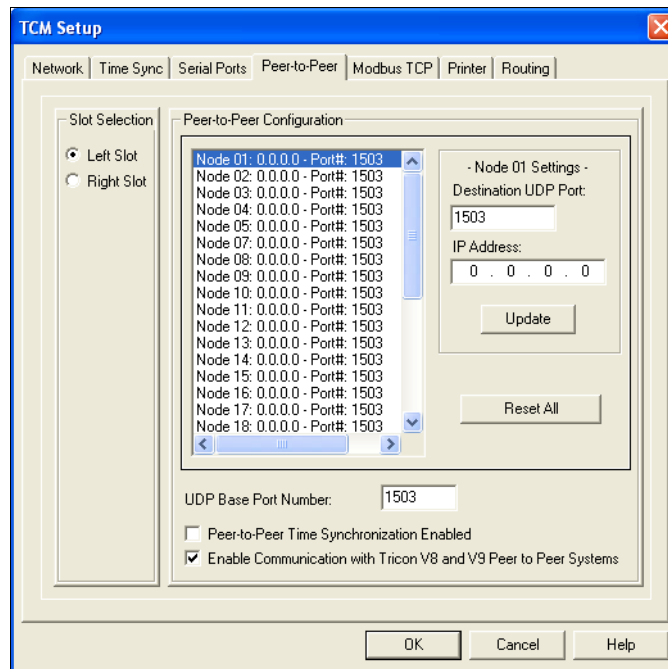 TCM Setup
Network Time Sync Serial Ports Peer-to-Peer Modbus TCP Printer Routing
Slot Selection
Left Slot
Right Slot
Peer-to-Peer Configuration
Node 01: 0.0.0.0 - Port#: 1503
Node 02: 0.0.0.0 - Port#: 1503
Node 03: 0.0.0.0 - Port#: 1503
Node 04: 0.0.0.0 - Port#: 1503
Node 05: 0.0.0.0 - Port#: 1503
Node 07: 0.0.0.0 - Port#: 1503
Node 08: 0.0.0.0 - Port#: 1503
Node 09: 0.0.0.0 - Port#: 1503
Node 10: 0.0.0.0 - Port#: 1503
Node 11: 0.0.0.0 - Port#: 1503
Node 12: 0.0.0.0 - Port#: 1503
Node 13: 0.0.0.0 - Port#: 1503
Node 14: 0.0.0.0 - Port#: 1503
Node 15: 0.0.0.0 - Port#: 1503
Node 16: 0.0.0.0 - Port#: 1503
Node 17: 0.0.0.0 - Port#: 1503
Node 18: 0.0.0.0 - Port#: 1503
- Node 01 Settings -
Destination UDP Port:
1503
IP Address:
0 . 0 . 0 . 0
Update
Reset All
UDP Base Port Number: 1503
Peer-to-Peer Time Synchronization Enabled
Enable Communication with Tricon V8 and V9 Peer to Peer Systems
OK Cancel Help